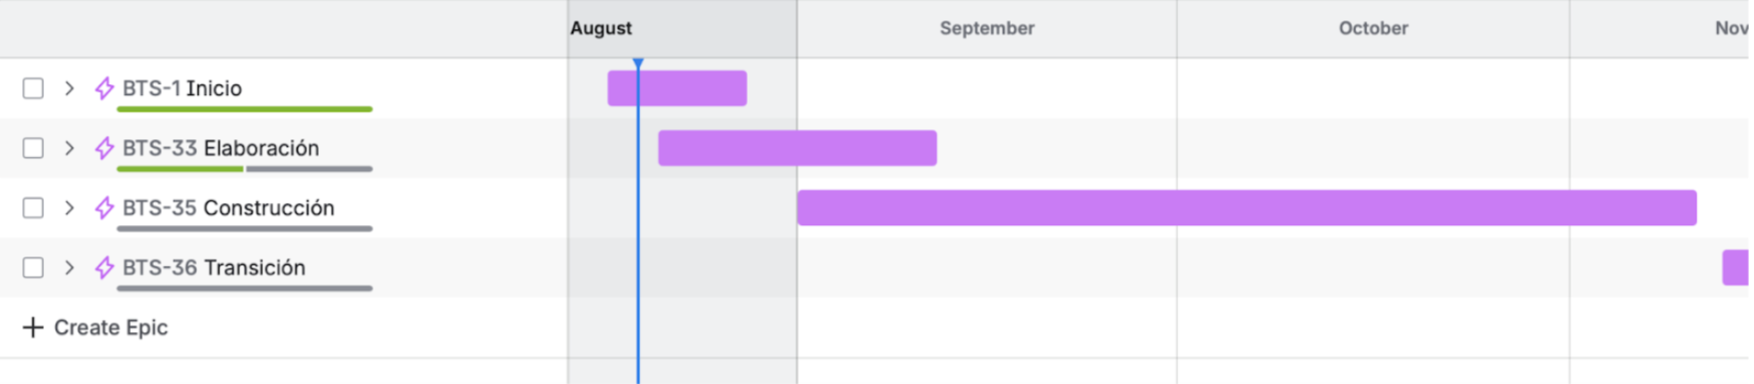 August September October Nov
BTS-1 Inicio
BTS-33 Elaboración
BTS-35 Construcción
BTS-36 Transición
+ Create Epic